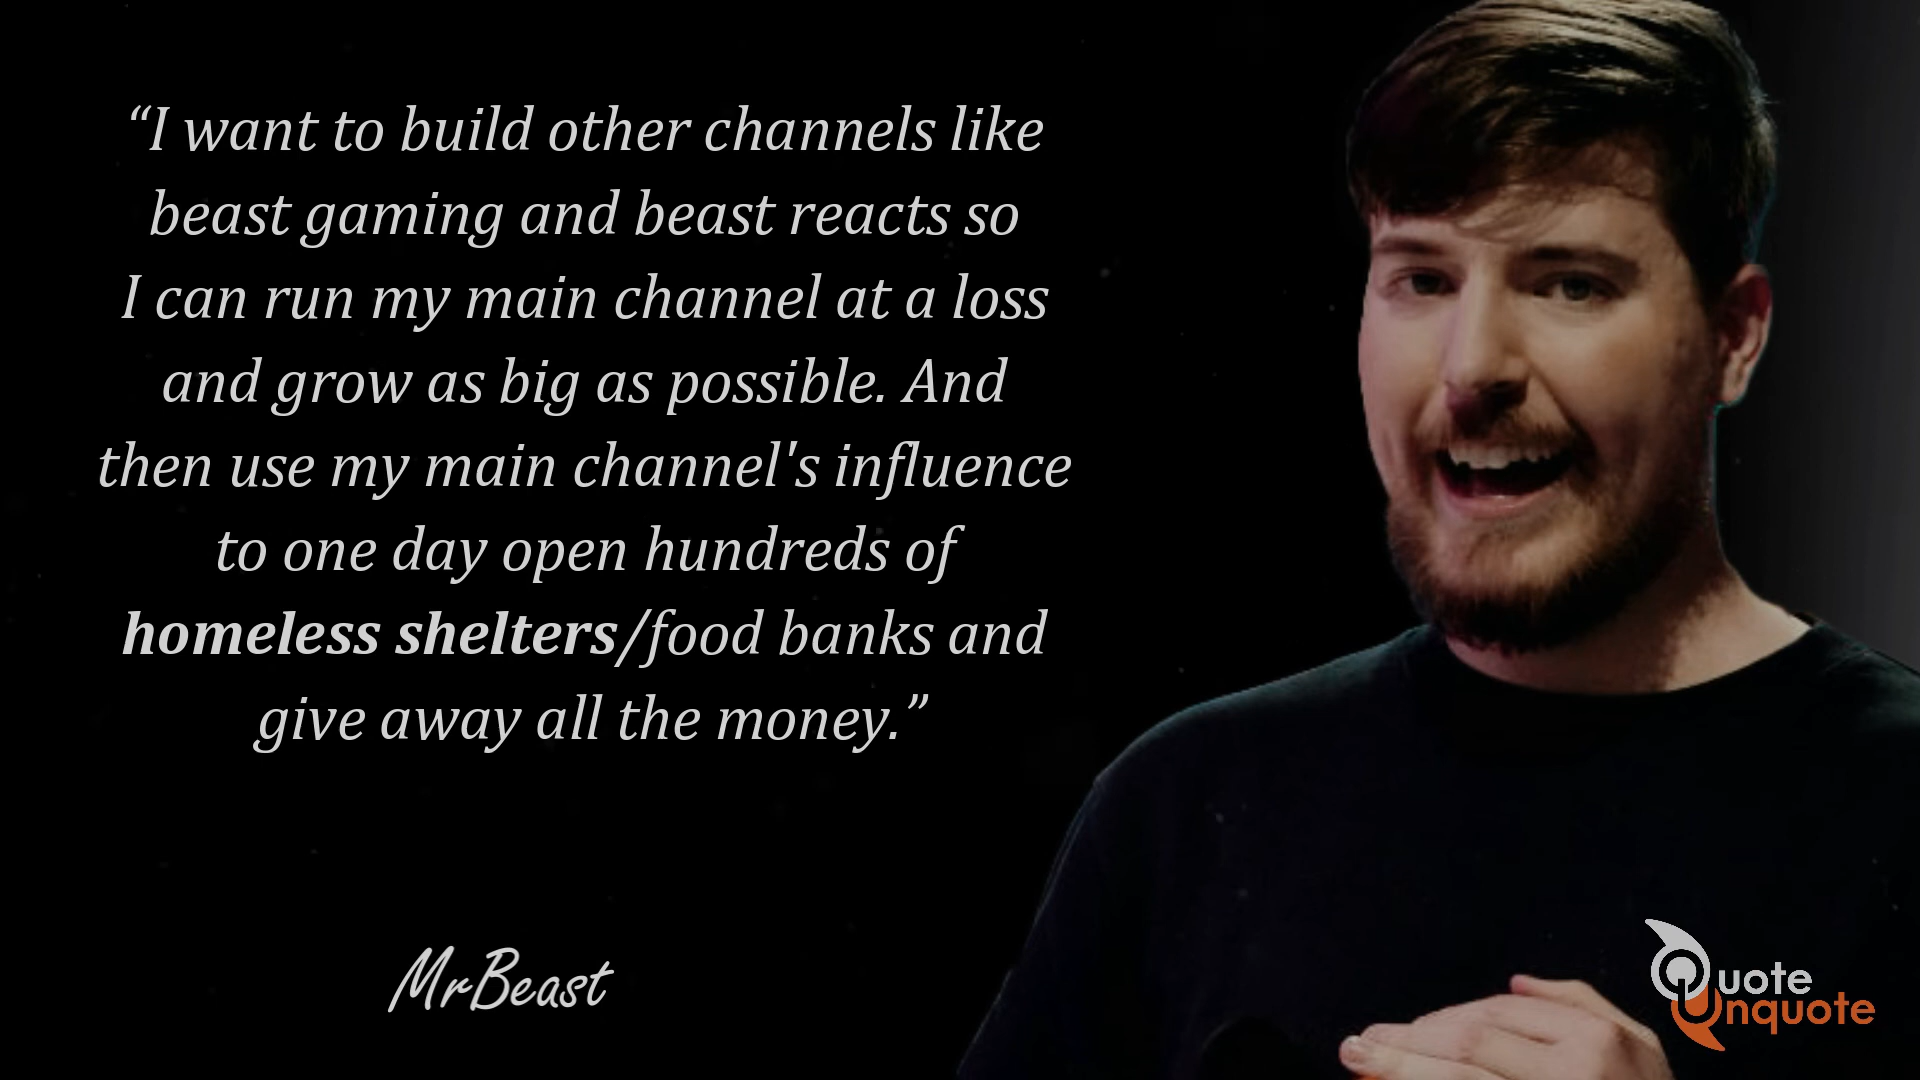 “I want to build other channels like
beast gaming and beast reacts so
I can run my main channel at a loss
and grow as big as possible. And
then use my main channel's influence
to one day open hundreds of
homeless shelters/food banks and
give away all the money.”
MrBeast
Quote
Unquote